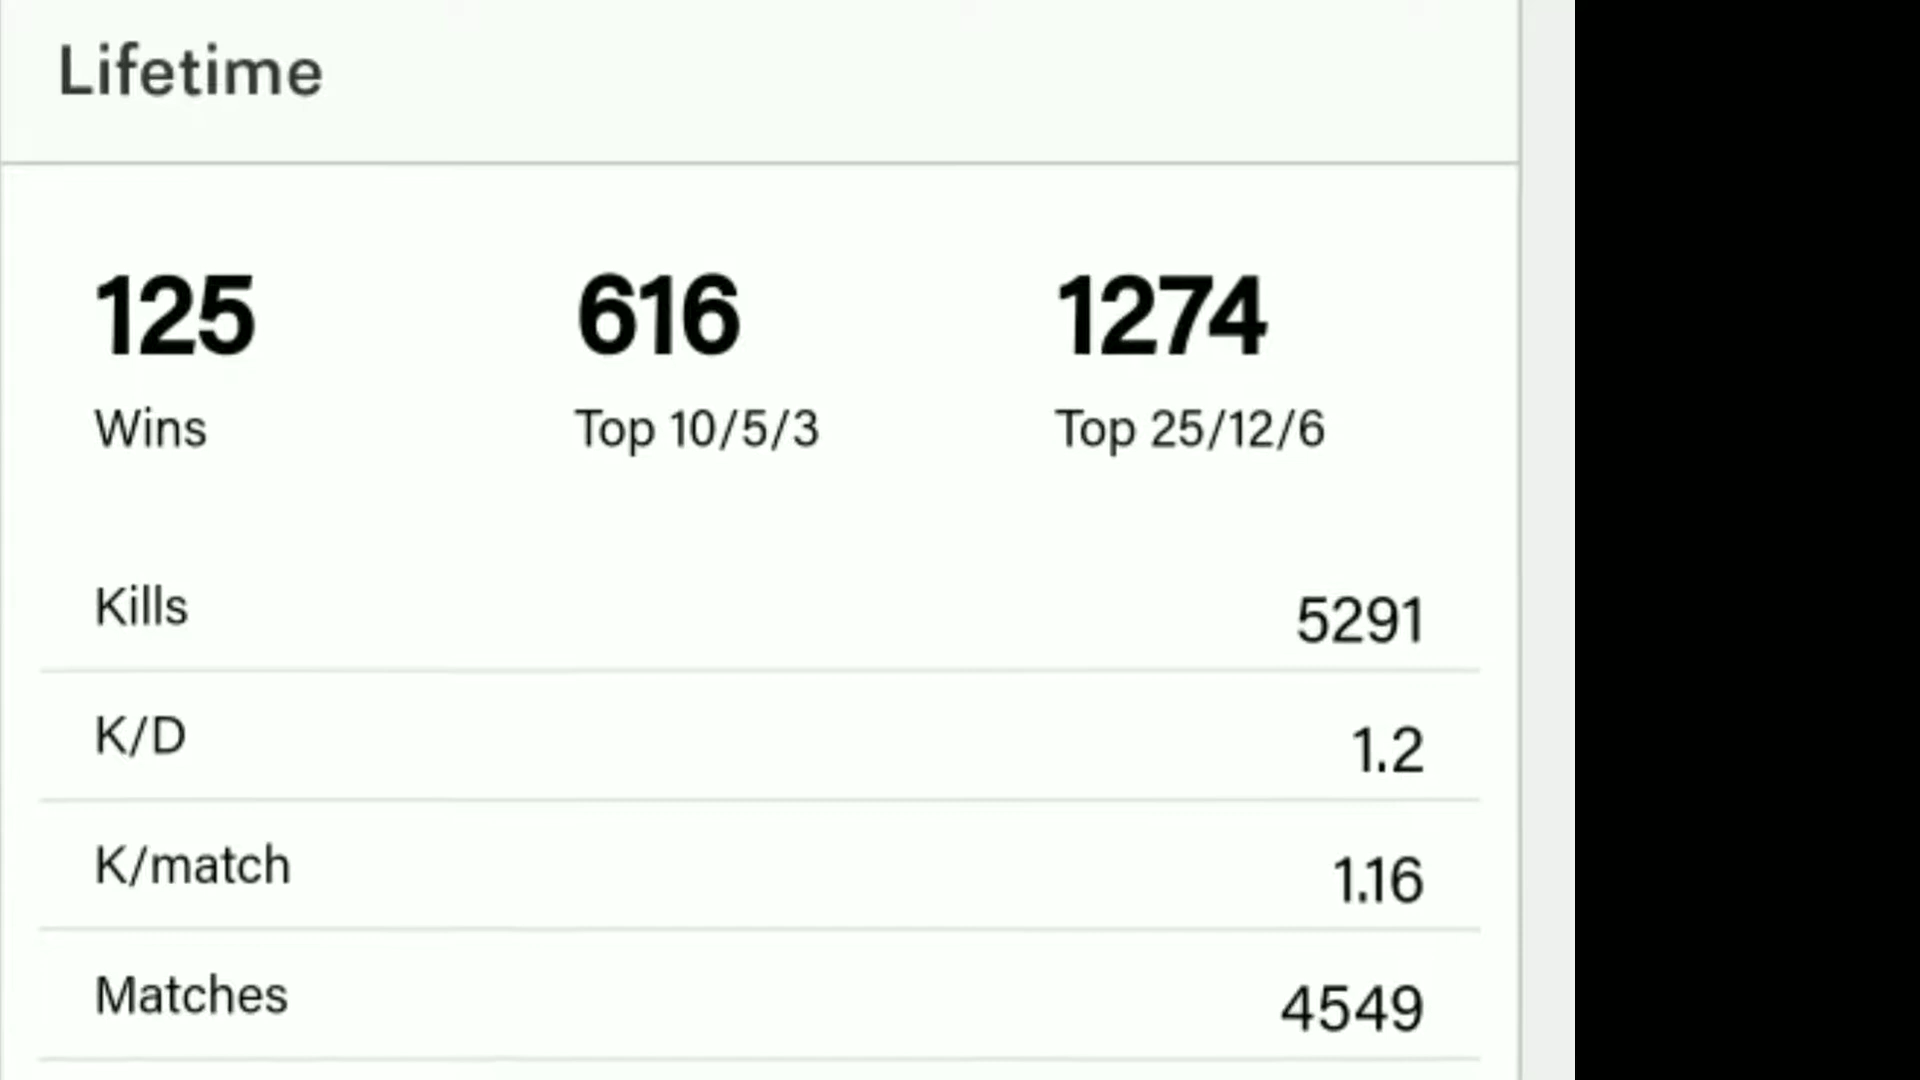 Lifetime
125 616 1274
Wins Top 10/5/3 Top 25/12/6
Kills 5291
K/D 1.2
K/match 1.16
Matches 4549